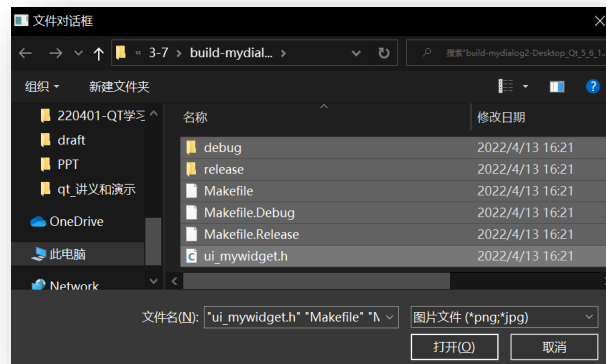 文件对话框
« 3-7 › build-mydial... ›
搜索"build-mydialog2-Desktop_Qt_5_6_1...
组织
新建文件夹
220401-QT学习
draft
PPT
qt_讲义和演示
OneDrive
此电脑
Network
名称
修改日期
debug
2022/4/13 16:21
release
2022/4/13 16:21
Makefile
2022/4/13 16:21
Makefile.Debug
2022/4/13 16:21
Makefile.Release
2022/4/13 16:21
ui_mywidget.h
2022/4/13 16:21
文件名(N):
"ui_mywidget.h" "Makefile" "M
图片文件 (*png;*jpg)
打开(O)
取消